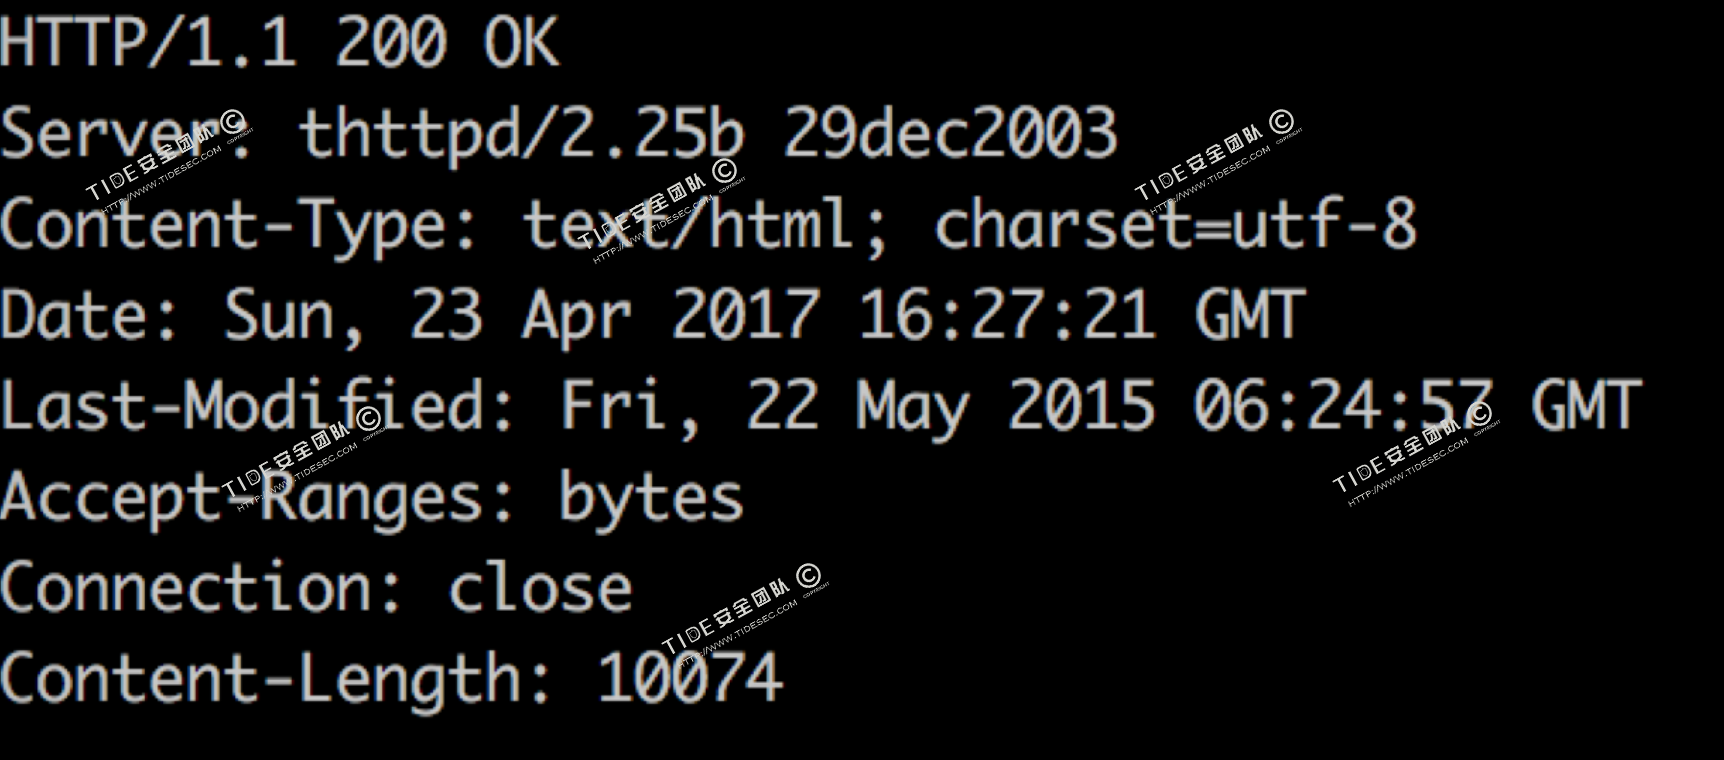 HTTP/1.1 200 OK
Server: thttpd/2.25b 29dec2003
Content-Type: text/html; charset=utf-8
Date: Sun, 23 Apr 2017 16:27:21 GMT
Last-Modified: Fri, 22 May 2015 06:24:57 GMT
Accept-Ranges: bytes
Connection: close
Content-Length: 10074
TIDE安全团队 © COPYRIGHT
HTTP://WWW.TIDESEC.COM
TIDE安全团队 © COPYRIGHT
HTTP://WWW.TIDESEC.COM
TIDE安全团队 © COPYRIGHT
HTTP://WWW.TIDESEC.COM
TIDE安全团队 © COPYRIGHT
HTTP://WWW.TIDESEC.COM
TIDE安全团队 © COPYRIGHT
HTTP://WWW.TIDESEC.COM
TIDE安全团队 © COPYRIGHT
HTTP://WWW.TIDESEC.COM